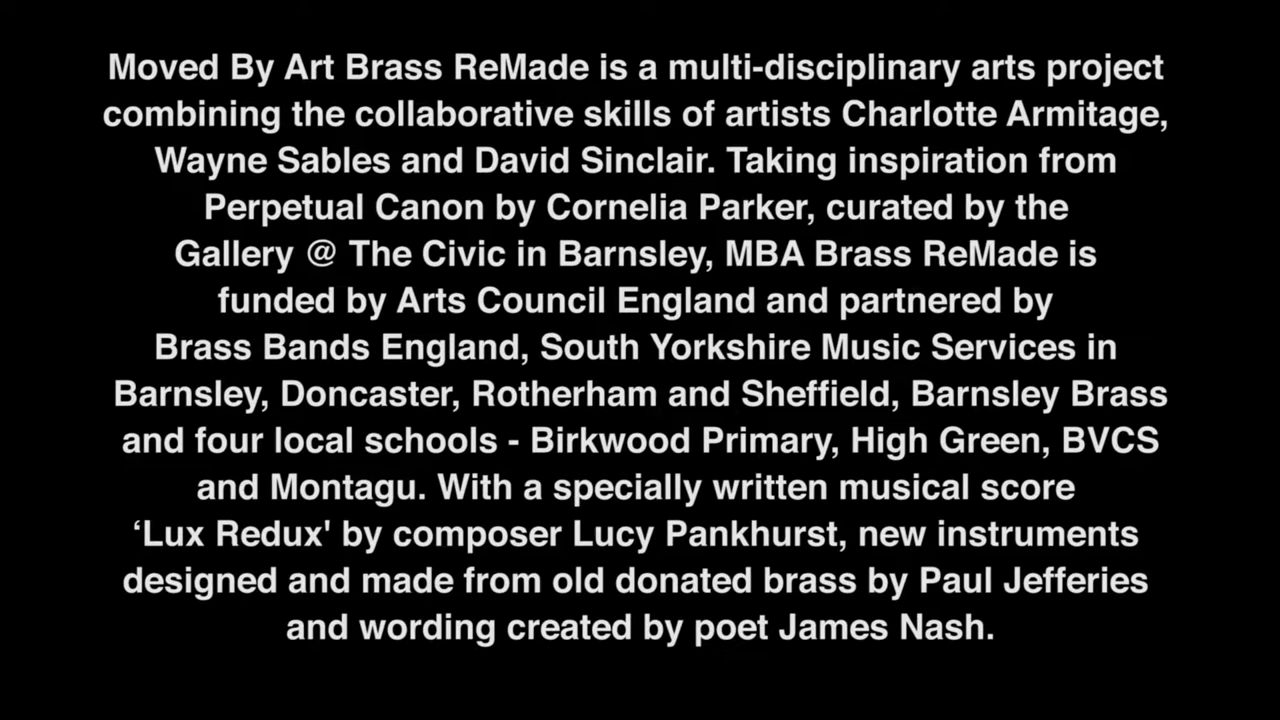 Moved By Art Brass ReMade is a multi-disciplinary arts project
combining the collaborative skills of artists Charlotte Armitage,
Wayne Sables and David Sinclair. Taking inspiration from
Perpetual Canon by Cornelia Parker, curated by the
Gallery @ The Civic in Barnsley, MBA Brass ReMade is
funded by Arts Council England and partnered by
Brass Bands England, South Yorkshire Music Services in
Barnsley, Doncaster, Rotherham and Sheffield, Barnsley Brass
and four local schools - Birkwood Primary, High Green, BVCS
and Montagu. With a specially written musical score
‘Lux Redux' by composer Lucy Pankhurst, new instruments
designed and made from old donated brass by Paul Jefferies
and wording created by poet James Nash.